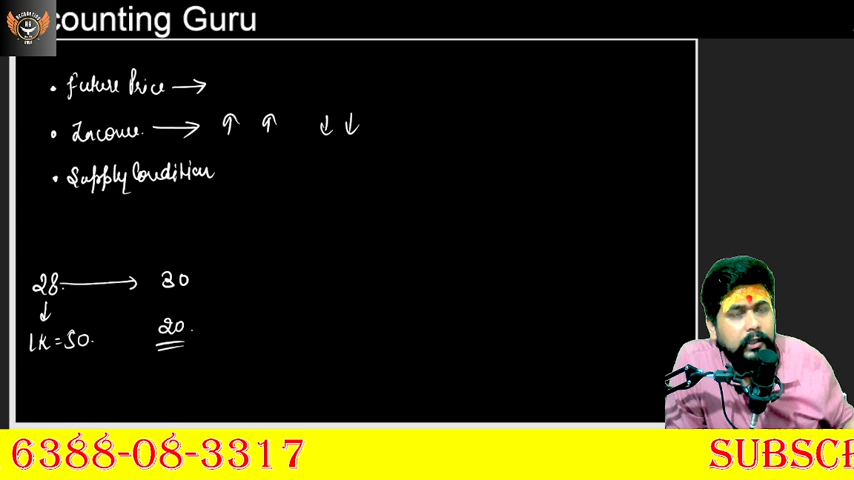 counting Guru
• Future Price →
• Income → ↑ ↑ ↓ ↓
• Supply Condition
28 → 30
↓
1K = 50. 20.
6388-08-3317 SUBSC